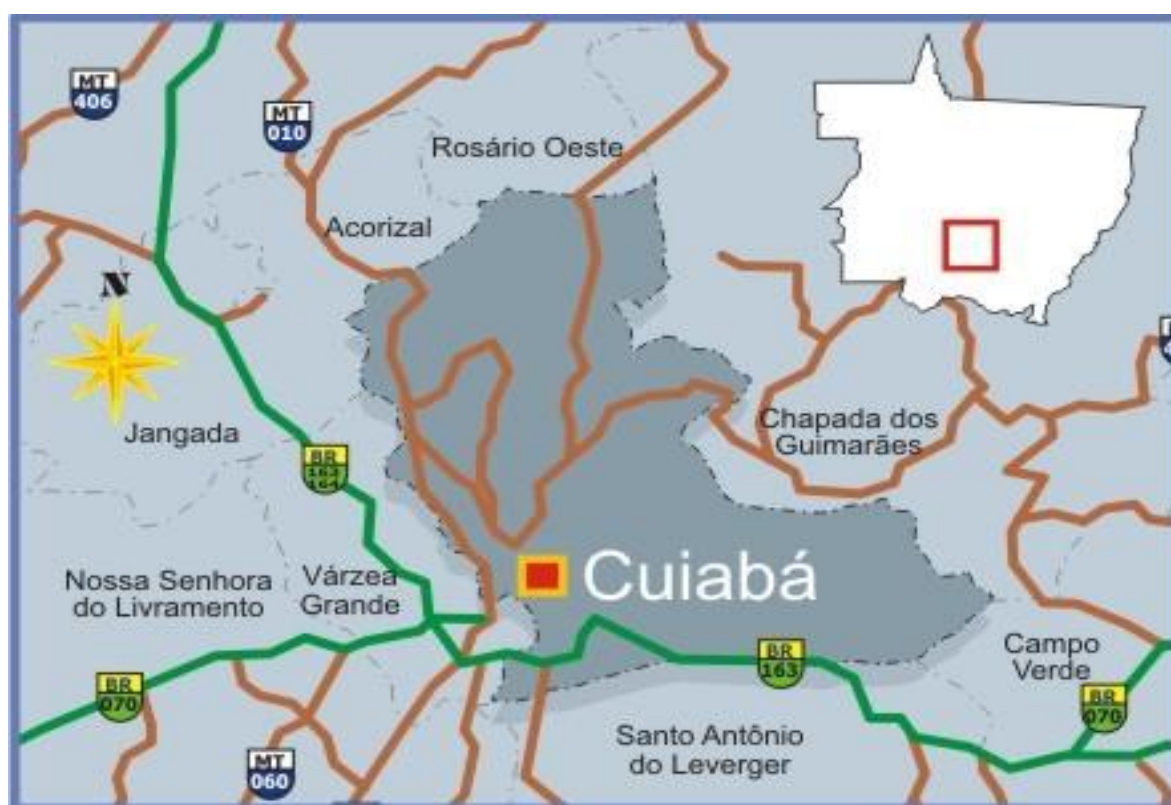 MT
406
MT
010
Rosário Oeste
Acorizal
N
Jangada
Chapada dos
Guimarães
BR
163
164
Cuiabá
Nossa Senhora
do Livramento
Várzea
Grande
Campo
Verde
BR
163
BR
070
BR
070
Santo Antônio
do Leverger
MT
060